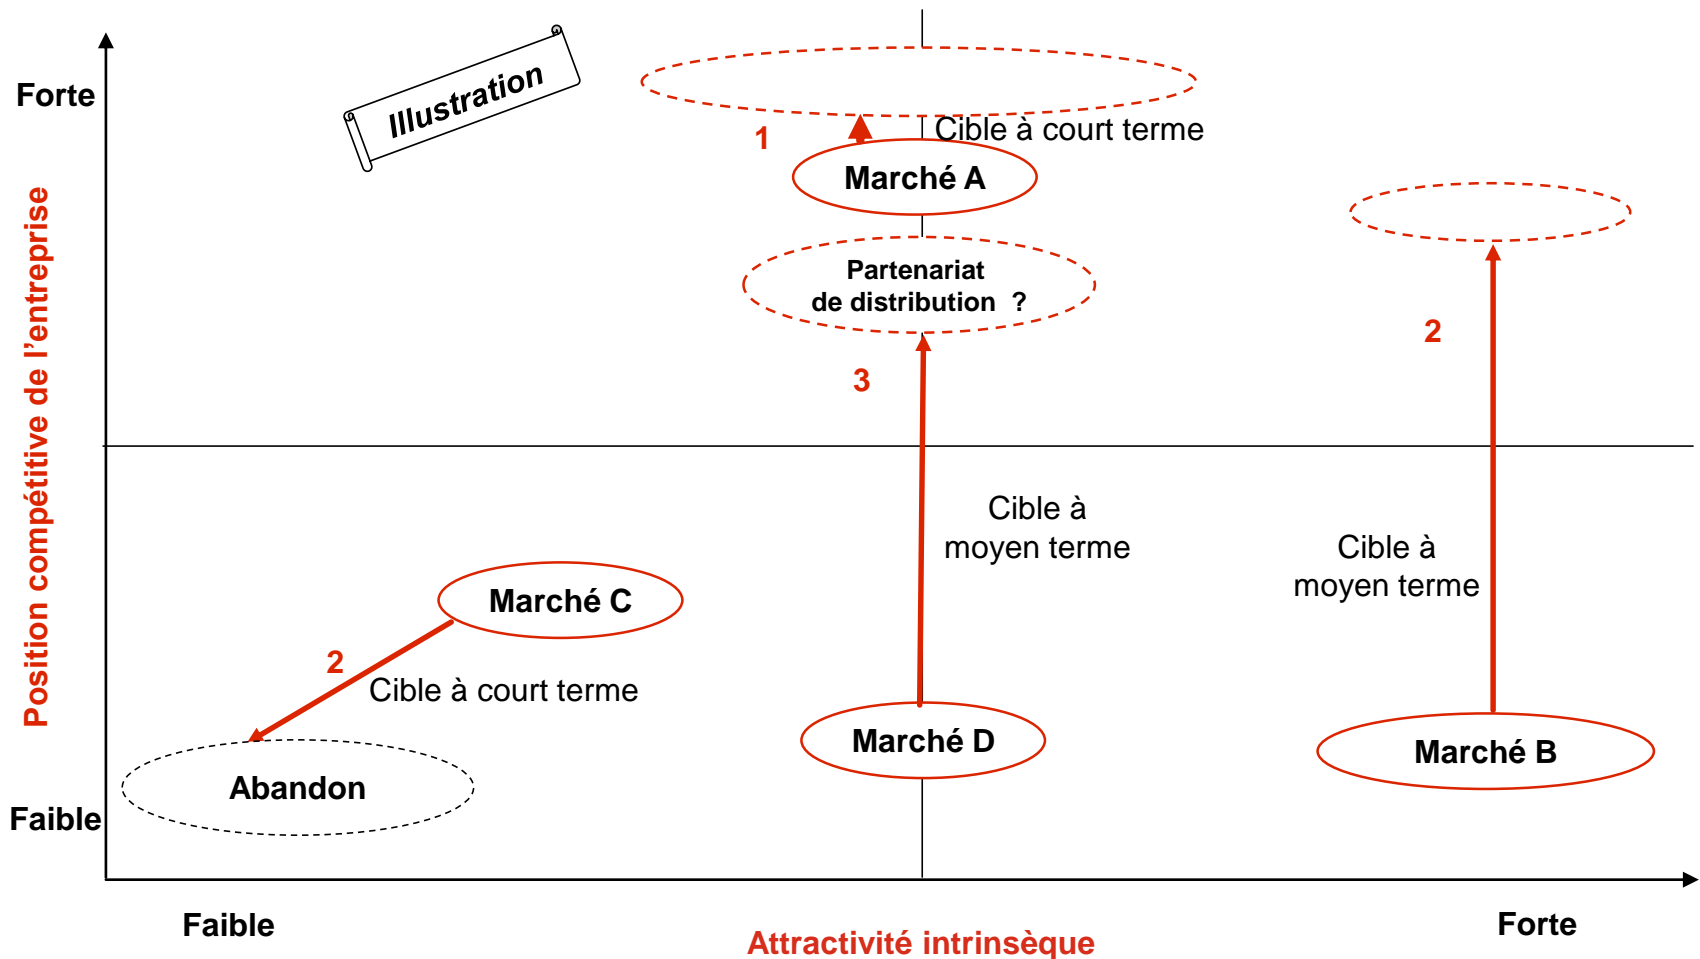 Forte
Illustration
1
Cible à court terme
Marché A
Partenariat
de distribution ?
2
3
Position compétitive de l'entreprise
Cible à
moyen terme
Cible à
moyen terme
Marché C
2
Cible à court terme
Marché D
Marché B
Abandon
Faible
Faible
Forte
Attractivité intrinsèque